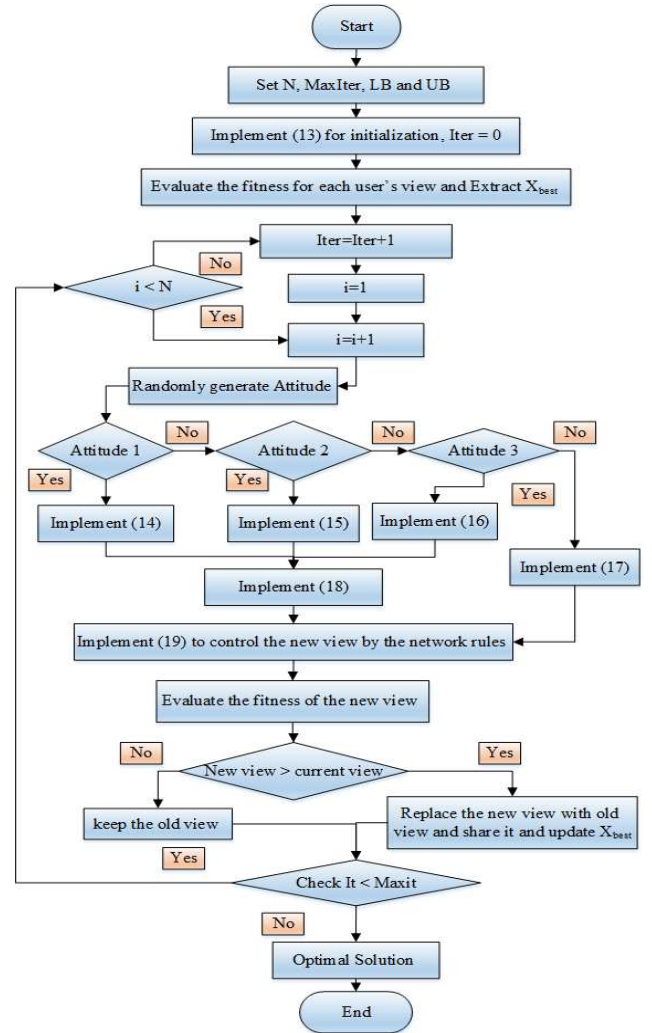 Start
Set N, MaxIter, LB and UB
Implement (13) for initialization, Iter = 0
Evaluate the fitness for each user's view and Extract Xbest
Iter=Iter+1
No
i < N
i=1
Yes
i=i+1
Randomly generate Attitude
No
No
No
Attitude 1
Attitude 2
Attitude 3
Yes
Yes
Yes
Implement (14)
Implement (15)
Implement (16)
Implement (17)
Implement (18)
Implement (19) to control the new view by the network rules
Evaluate the fitness of the new view
No
Yes
New view > current view
keep the old view
Replace the new view with old
view and share it and update Xbest
Yes
Check It < Maxit
No
Optimal Solution
End